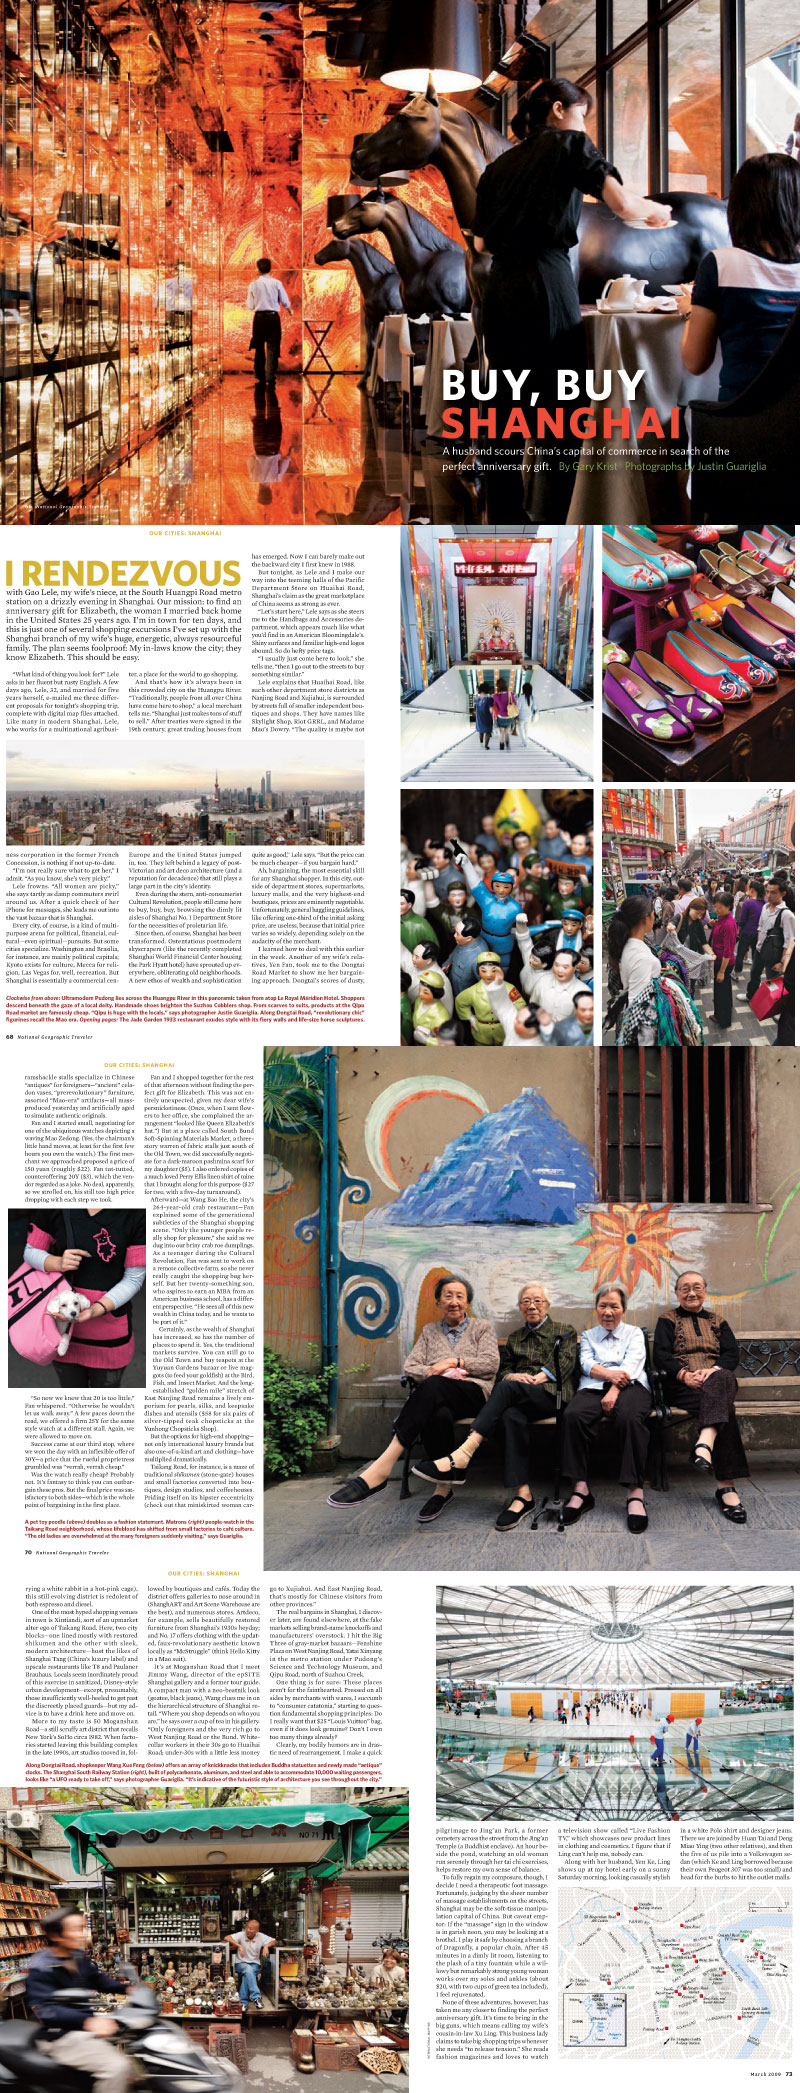 BUY, BUY
SHANGHAI
A husband scours China's capital of commerce in search of the
perfect anniversary gift. By Gary Krist Photographs by Justin Guariglia
OUR CITIES: SHANGHAI
I RENDEZVOUS
with Gao Lele, my wife's niece, at the South Huangpi Road metro
station on a drizzly evening in Shanghai. Our mission: to find an
anniversary gift for Elizabeth, the woman I married back home
in the United States 25 years ago. I'm in town for ten days, and
this is just one of several shopping excursions I've set up with the
Shanghai branch of my wife's huge, energetic, always resourceful
family. The plan seems foolproof: My in-laws know the city; they
know Elizabeth. This should be easy.
"What kind of thing you look for?" Lele
asks in her fluent but rusty English. A few
days ago, Lele, 32, and married for five
years herself, e-mailed me three differ-
ent proposals for tonight's shopping trip,
complete with digital map files attached.
Like many in modern Shanghai, Lele,
who works for a multinational agribusi-
ness corporation in the former French
Concession, is nothing if not up-to-date.
"I'm not really sure what to get her," I
admit. "As you know, she's very picky."
Lele frowns. "All women are picky,"
she says tartly as damp commuters swirl
around us. After a quick check of her
iPhone for messages, she leads me out into
the vast bazaar that is Shanghai.
Every city, of course, is a kind of multi-
purpose arena for political, financial, cul-
tural—even spiritual—pursuits. But some
cities specialize. Washington and Brasília,
for instance, are mainly political capitals;
Kyoto exists for culture, Mecca for reli-
gion, Las Vegas for, well, recreation. But
Shanghai is essentially a commercial cen-
ter, a place for the world to go shopping.
And that's how it's always been in
this crowded city on the Huangpu River.
"Traditionally, people from all over China
have come here to shop," a local merchant
tells me. "Shanghai just makes tons of stuff
to sell." After treaties were signed in the
19th century, great trading houses from
Europe and the United States jumped
in, too. They left behind a legacy of post-
Victorian and art deco architecture (and a
reputation for decadence) that still plays a
large part in the city's identity.
Even during the stern, anti-consumerist
Cultural Revolution, people still came here
to buy, buy, buy, browsing the dimly lit
aisles of Shanghai No. 1 Department Store
for the necessities of proletarian life.
Since then, of course, Shanghai has been
transformed. Ostentatious postmodern
skyscrapers (like the recently completed
Shanghai World Financial Center housing
the Park Hyatt hotel) have sprouted up ev-
erywhere, obliterating old neighborhoods.
A new ethos of wealth and sophistication
has emerged. Now I can barely make out
the backward city I first knew in 1988.
But tonight, as Lele and I make our
way into the teeming halls of the Pacific
Department Store on Huaihai Road,
Shanghai's claim as the great marketplace
of China seems as strong as ever.
"Let's start here," Lele says as she steers
me to the Handbags and Accessories de-
partment, which appears much like what
you'd find in an American Bloomingdale's.
Shiny surfaces and familiar high-end logos
abound. So do hefty price tags.
"I usually just come here to look," she
tells me, "then I go out to the streets to buy
something similar."
Lele explains that Huaihai Road, like
such other department store districts as
Nanjing Road and Xujiahui, is surrounded
by streets full of smaller independent bou-
tiques and shops. They have names like
Skylight Shop, Riot GRRL, and Madame
Mao's Dowry. "The quality is maybe not
quite as good," Lele says. "But the price can
be much cheaper—if you bargain hard."
Ah, bargaining, the most essential skill
for any Shanghai shopper. In this city, out-
side of department stores, supermarkets,
luxury malls, and the very highest-end
boutiques, prices are eminently negotiable.
Unfortunately, general haggling guidelines,
like offering one-third of the initial asking
price, are useless, because that initial price
varies so widely, depending solely on the
audacity of the merchant.
I learned how to deal with this earlier
in the week. Another of my wife's rela-
tives, Yen Fan, took me to the Dongtai
Road Market to show me her bargain-
ing approach. Dongtai's scores of dusty,
Clockwise from above: Ultramodern Pudong lies across the Huangpu River in this panoramic taken from atop Le Royal Méridien Hotel. Shoppers
descend beneath the gaze of a local deity. Handmade shoes brighten the Suzhou Cobblers shop. From scarves to suits, products at the Qipu
Road market are famously cheap. "Qipu is huge with the locals," says photographer Justin Guariglia. Along Dongtai Road, "revolutionary chic"
figurines recall the Mao era. Opening pages: The Jade Garden 1933 restaurant exudes style with its fiery walls and life-size horse sculptures.
68 National Geographic Traveler
OUR CITIES: SHANGHAI
ramshackle stalls specialize in Chinese
"antiques" for foreigners—"ancient" cela-
don vases, "prerevolutionary" furniture,
assorted "Mao-era" artifacts—all mass-
produced yesterday and artificially aged
to simulate authentic originals.
Fan and I started small, negotiating for
one of the ubiquitous watches depicting a
waving Mao Zedong. (Yes, the chairman's
little hand moves, at least for the first few
hours you own the watch.) The first mer-
chant we approached proposed a price of
150 yuan (roughly $22). Fan tut-tutted,
counteroffering 20Y ($3), which the ven-
dor regarded as a joke. No deal, apparently,
so we strolled on, his still too high price
dropping with each step we took.
"So now we know that 20 is too little,"
Fan whispered. "Otherwise he wouldn't
let us walk away." A few paces down the
road, we offered a firm 25Y for the same
style watch at a different stall. Again, we
were allowed to move on.
Success came at our third stop, where
we won the day with an inflexible offer of
30Y—a price that the rueful proprietress
grumbled was "verrah, verrah cheap."
Was the watch really cheap? Probably
not. It's fantasy to think you can outbar-
gain these pros. But the final price was sat-
isfactory to both sides—which is the whole
point of bargaining in the first place.
Fan and I shopped together for the rest
of that afternoon without finding the per-
fect gift for Elizabeth. This was not en-
tirely unexpected, given my dear wife's
persnicketiness. (Once, when I sent flow-
ers to her office, she complained the ar-
rangement "looked like Queen Elizabeth's
hat.") But at a place called South Bund
Soft-Spinning Materials Market, a three-
story warren of fabric stalls just south of
the Old Town, we did successfully negoti-
ate for a dark-maroon pashmina scarf for
my daughter ($5). I also ordered copies of
a much loved Perry Ellis linen shirt of mine
that I brought along for this purpose ($27
for two, with a five-day turnaround).
Afterward—at Wang Bao He, the city's
264-year-old crab restaurant—Fan
explained some of the generational
subtleties of the Shanghai shopping
scene. "Only the younger people re-
ally shop for pleasure," she said as we
dug into our briny crab roe dumplings.
As a teenager during the Cultural
Revolution, Fan was sent to work on
a remote collective farm, so she never
really caught the shopping bug her-
self. But her twenty-something son,
who aspires to earn an MBA from an
American business school, has a differ-
ent perspective. "He sees all of this new
wealth in China today, and he wants to
be part of it."
Certainly, as the wealth of Shanghai
has increased, so has the number of
places to spend it. Yes, the traditional
markets survive. You can still go to
the Old Town and buy teapots at the
Yuyuan Gardens bazaar or live mag-
gots (to feed your goldfish) at the Bird,
Fish, and Insect Market. And the long-
established "golden mile" stretch of
East Nanjing Road remains a lively em-
porium for pearls, silks, and keepsake
dishes and utensils ($58 for six pairs of
silver-tipped teak chopsticks at the
Yunhong Chopsticks Shop).
But the options for high-end shopping—
not only international luxury brands but
also one-of-a-kind art and clothing—have
multiplied dramatically.
Taikang Road, for instance, is a maze of
traditional shikumen (stone-gate) houses
and small factories converted into bou-
tiques, design studios, and coffeehouses.
Priding itself on its hipster eccentricity
(check out that miniskirted woman car-
A pet toy poodle (above) doubles as a fashion statement. Matrons (right) people-watch in the
Taikang Road neighborhood, whose lifeblood has shifted from small factories to café culture.
"The old ladies are overwhelmed at the many foreigners suddenly visiting," says Guariglia.
70 National Geographic Traveler
OUR CITIES: SHANGHAI
rying a white rabbit in a hot-pink cage),
this still evolving district is redolent of
both espresso and diesel.
One of the most hyped shopping venues
in town is Xintiandi, sort of an upmarket
alter ego of Taikang Road. Here, two city
blocks—one lined mostly with restored
shikumen and the other with sleek,
modern architecture—host the likes of
Shanghai Tang (China's luxury label) and
upscale restaurants like T8 and Paulaner
Brauhaus. Locals seem inordinately proud
of this exercise in sanitized, Disney-style
urban development—except, presumably,
those insufficiently well-heeled to get past
the discreetly placed guards—but my ad-
vice is to have a drink here and move on.
More to my taste is 50 Moganshan
Road—a still scruffy art district that recalls
New York's SoHo circa 1982. When facto-
ries started leaving this building complex
in the late 1990s, art studios moved in, fol-
lowed by boutiques and cafés. Today the
district offers galleries to nose around in
(ShanghART and Art Scene Warehouse are
the best), and numerous stores. Artdeco,
for example, sells beautifully restored
furniture from Shanghai's 1930s heyday;
and No. 17 offers clothing with the updat-
ed, faux-revolutionary aesthetic known
locally as "McStruggle" (think Hello Kitty
in a Mao suit).
It's at Moganshan Road that I meet
Jimmy Wang, director of the epSITE
Shanghai gallery and a former tour guide.
A compact man with a neo-beatnik look
(goatee, black jeans), Wang clues me in on
the hierarchical structure of Shanghai re-
tail. "Where you shop depends on who you
are," he says over a cup of tea in his gallery.
"Only foreigners and the very rich go to
West Nanjing Road or the Bund. White-
collar workers in their 30s go to Huaihai
Road; under-30s with a little less money
go to Xujiahui. And East Nanjing Road,
that's mostly for Chinese visitors from
other provinces."
The real bargains in Shanghai, I discov-
er later, are found elsewhere, at the fake
markets selling brand-name knockoffs and
manufacturers' overstock. I hit the Big
Three of gray-market bazaars—Fenshine
Plaza on West Nanjing Road, Yatai Xinyang
in the metro station under Pudong's
Science and Technology Museum, and
Qipu Road, north of Suzhou Creek.
One thing is for sure: These places
aren't for the fainthearted. Pressed on all
sides by merchants with wares, I succumb
to "consumer catatonia," starting to ques-
tion fundamental shopping principles: Do
I really want that $25 "Louis Vuitton" bag,
even if it does look genuine? Don't I own
too many things already?
Clearly, my bodily humors are in dras-
tic need of rearrangement. I make a quick
Along Dongtai Road, shopkeeper Wang Xue Feng (below) offers an array of knickknacks that includes Buddha statuettes and newly made "antique"
clocks. The Shanghai South Railway Station (right), built of polycarbonate, aluminum, and steel and able to accommodate 10,000 waiting passengers,
looks like "a UFO ready to take off," says photographer Guariglia. "It's indicative of the futuristic style of architecture you see throughout the city."
NO 71
pilgrimage to Jing'an Park, a former
cemetery across the street from the Jing'an
Temple (a Buddhist enclave). An hour be-
side the pond, watching an old woman
run serenely through her tai chi exercises,
helps restore my own sense of balance.
To fully regain my composure, though, I
decide I need a therapeutic foot massage.
Fortunately, judging by the sheer number
of massage establishments on the streets,
Shanghai may be the soft-tissue manipu-
lation capital of China. But caveat emp-
tor: If the "massage" sign in the window
is in garish neon, you may be looking at a
brothel. I play it safe by choosing a branch
of Dragonfly, a popular chain. After 45
minutes in a dimly lit room, listening to
the plash of a tiny fountain while a wil-
lowy but remarkably strong young woman
works over my soles and ankles (about
$20, with two cups of green tea included),
I feel rejuvenated.
None of these adventures, however, has
taken me any closer to finding the perfect
anniversary gift. It's time to bring in the
big guns, which means calling my wife's
cousin-in-law Xu Ling. This business lady
claims to take big shopping trips whenever
she needs "to release tension." She reads
fashion magazines and loves to watch
a television show called "Live Fashion
TV," which showcases new product lines
in clothing and cosmetics. I figure that if
Ling can't help me, nobody can.
Along with her husband, Yen Ke, Ling
shows up at my hotel early on a sunny
Saturday morning, looking casually stylish
in a white Polo shirt and designer jeans.
There we are joined by Huan Tai and Deng
Miao Ying (two other relatives), and then
the five of us pile into a Volkswagen se-
dan (which Ke and Ling borrowed because
their own Peugeot 307 was too small) and
head for the burbs to hit the outlet malls.
March 2009 73